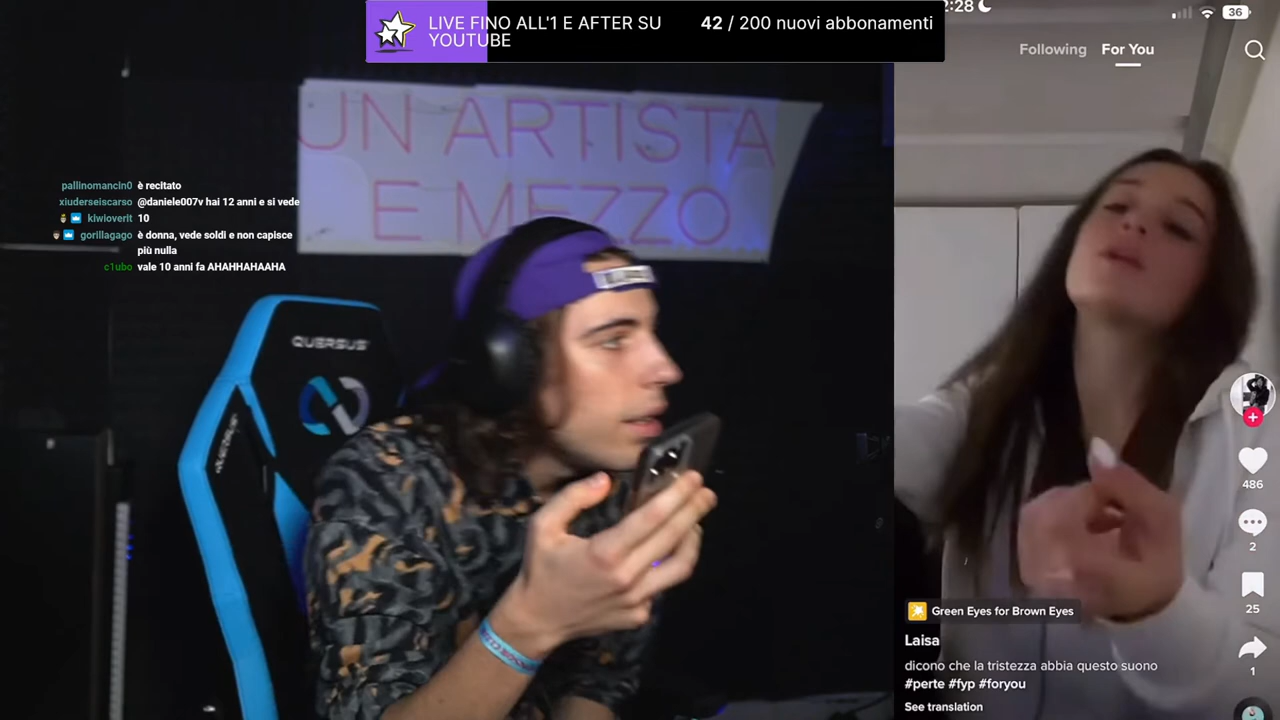 LIVE FINO ALL'1 E AFTER SU
YOUTUBE
42 / 200 nuovi abbonamenti
:28
36
Following
For You
UN ARTISTA
E MEZZO
pallinomancin0 è recitato
xiuderseiscarso @daniele007v hai 12 anni e si vede
kiwioverit 10
gorillagago è donna, vede soldi e non capisce
più nulla
c1ubo vale 10 anni fa AHAHHAHAAHA
QUERSUS
486
2
25
1
Green Eyes for Brown Eyes
Laisa
dicono che la tristezza abbia questo suono
#perte #fyp #foryou
See translation